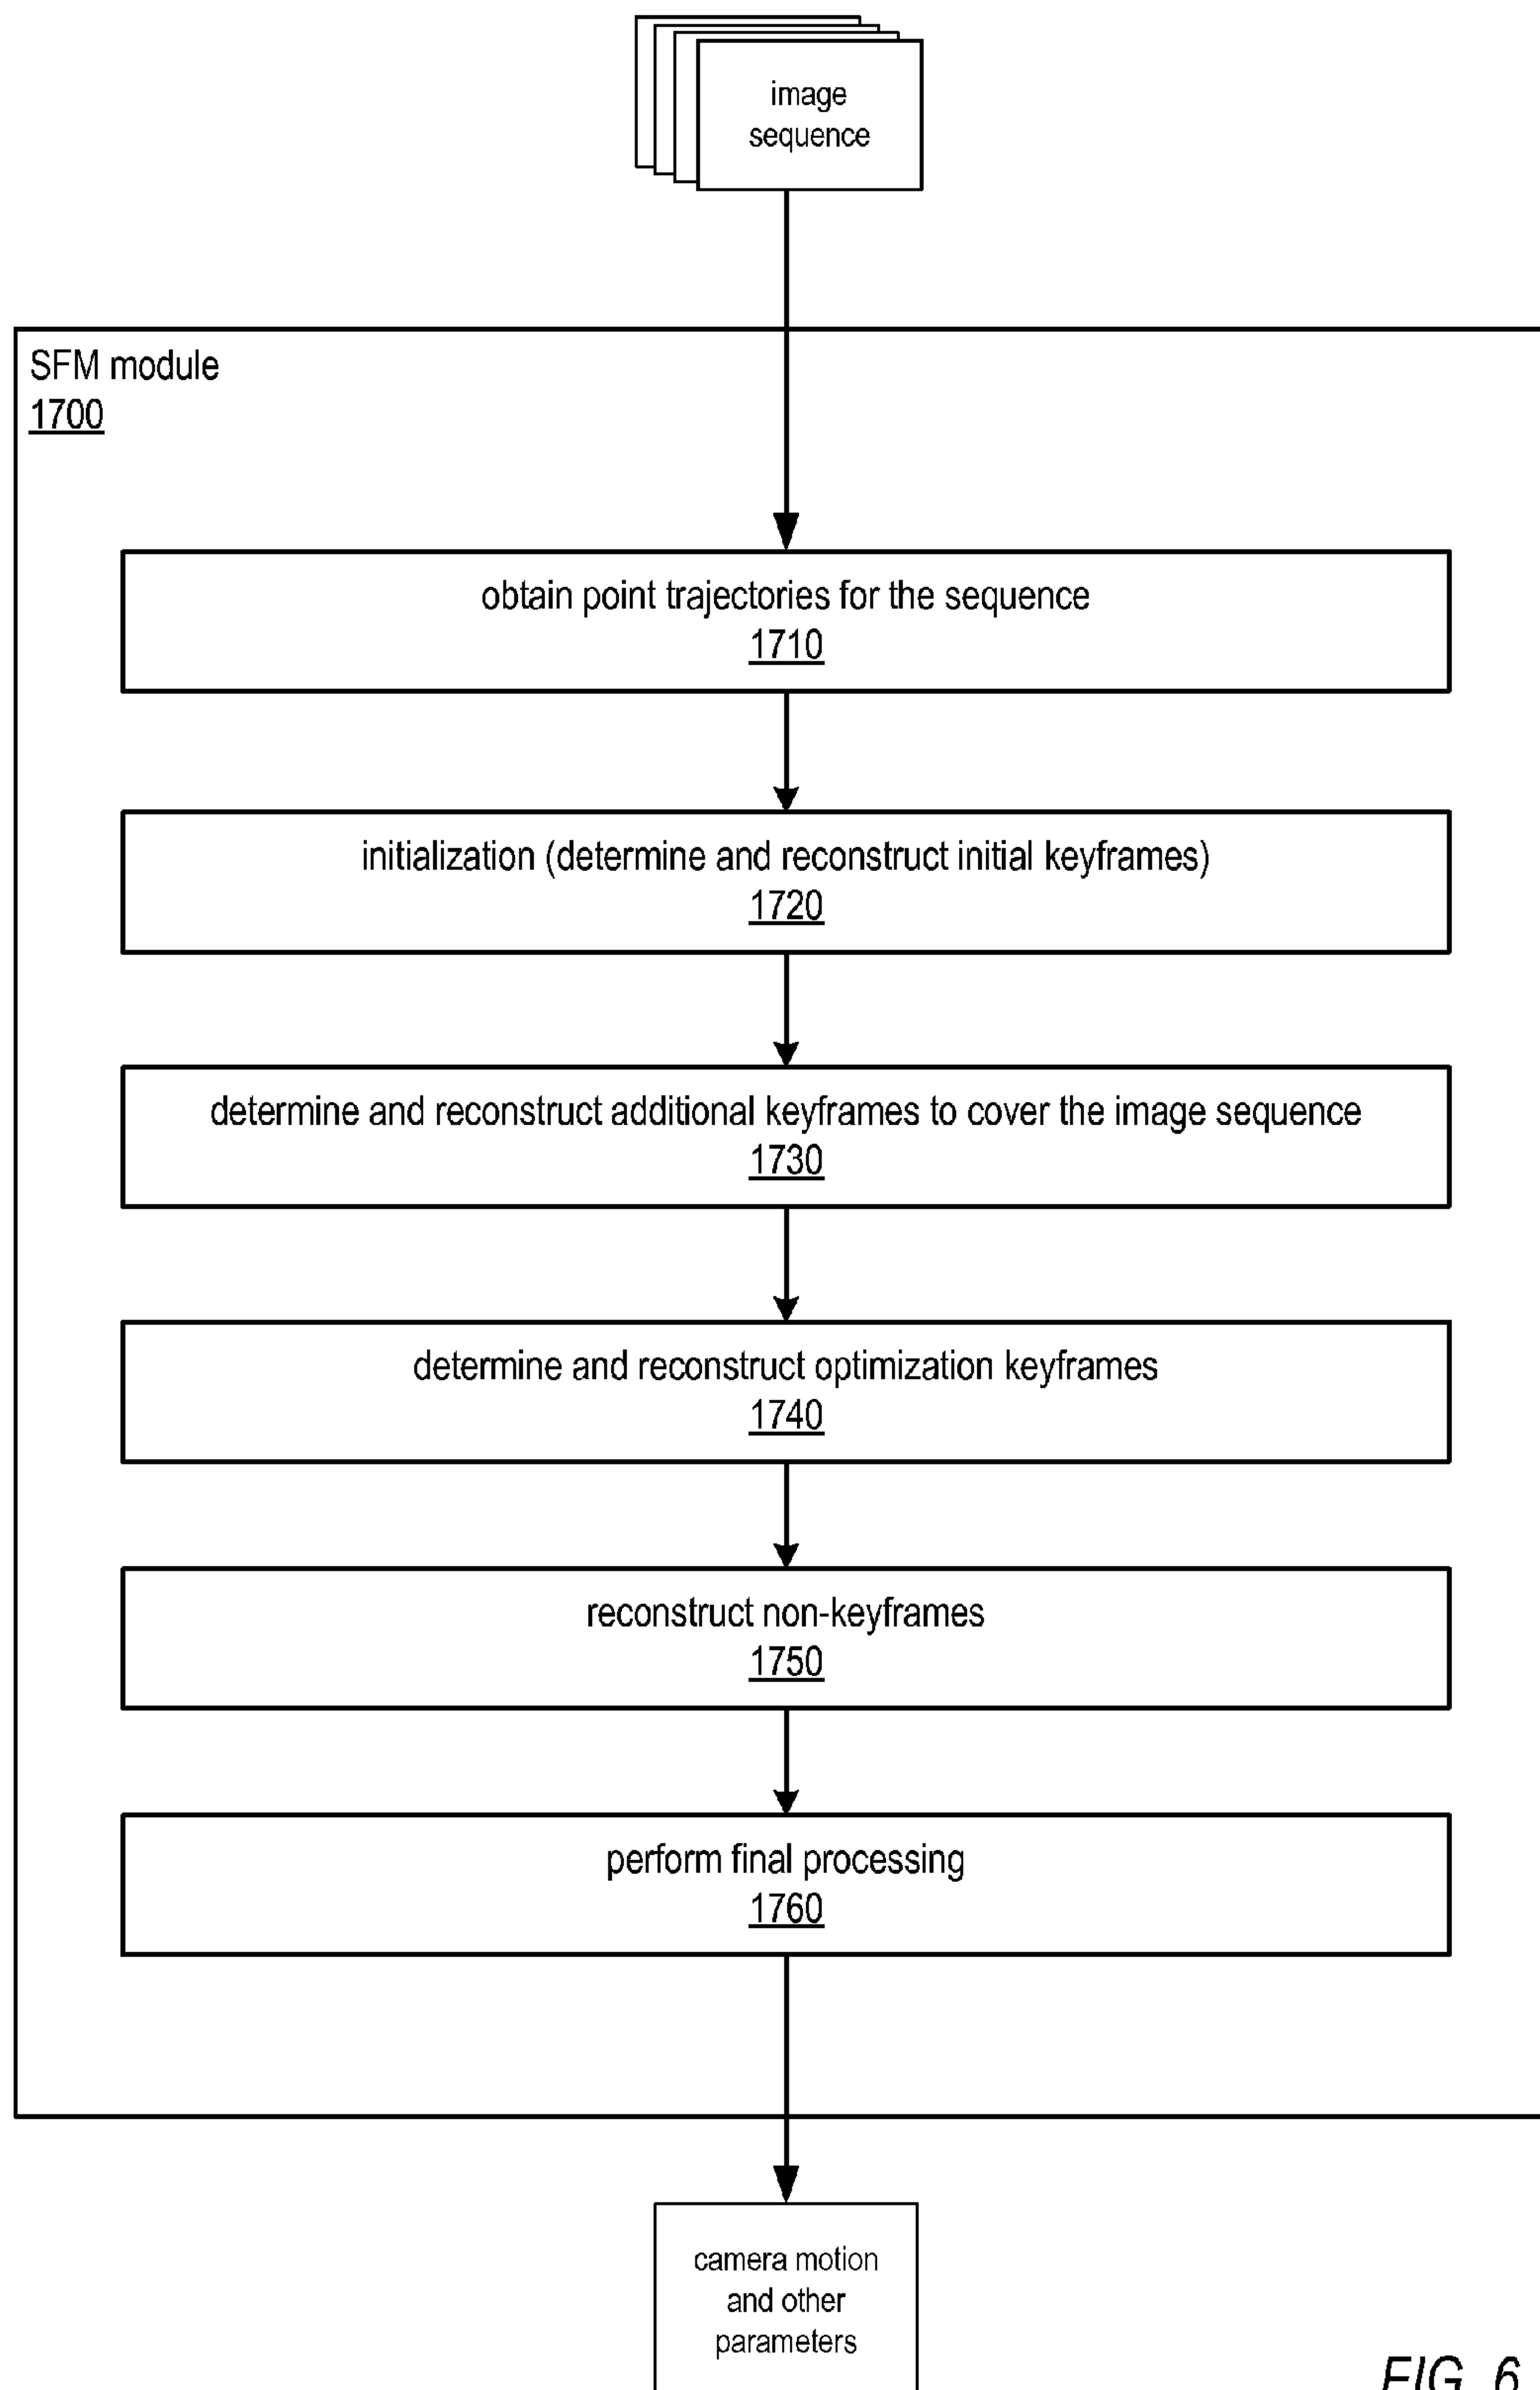 image
sequence
SFM module
1700
obtain point trajectories for the sequence
1710
initialization (determine and reconstruct initial keyframes)
1720
determine and reconstruct additional keyframes to cover the image sequence
1730
determine and reconstruct optimization keyframes
1740
reconstruct non-keyframes
1750
perform final processing
1760
camera motion
and other
parameters
FIG. 6